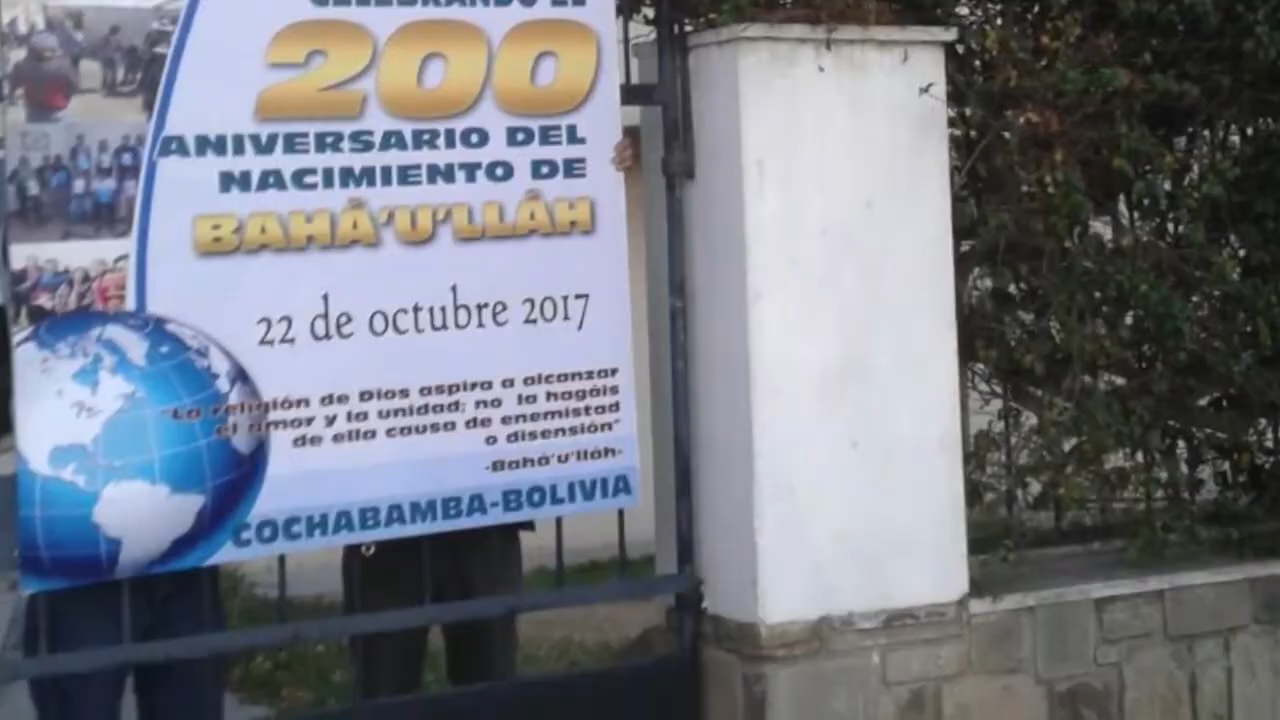 CELEBRANDO EL
200
ANIVERSARIO DEL
NACIMIENTO DE
BAHÁ'U'LLÁH
22 de octubre 2017
"La religión de Dios aspira a alcanzar
el amor y la unidad; no la hagáis
de ella causa de enemistad
o disensión"
-Bahá'u'lláh-
COCHABAMBA-BOLIVIA